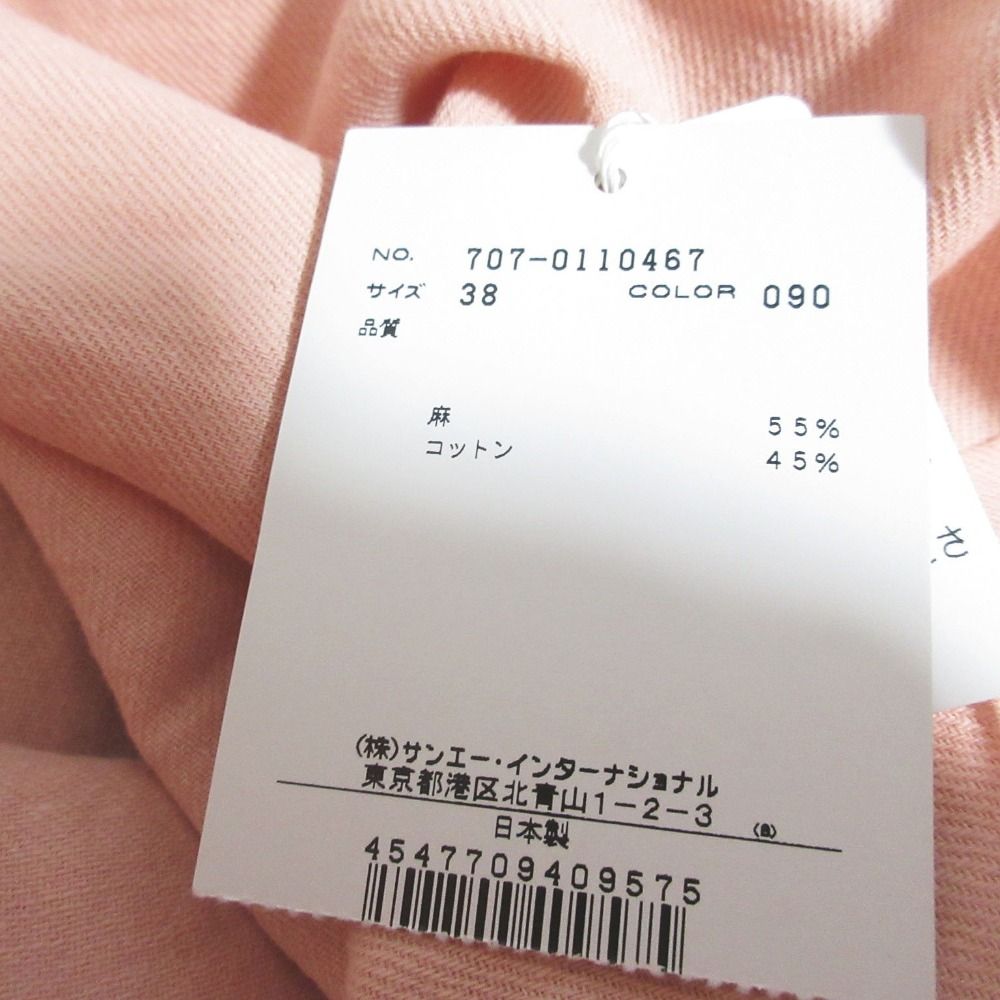 NO. 707-0110467
サイズ 38 COLOR 090
品質
麻 55%
コットン 45%
(株)サンエー・インターナショナル
東京都港区北青山1-2-3
日本製
4547709409575
さ